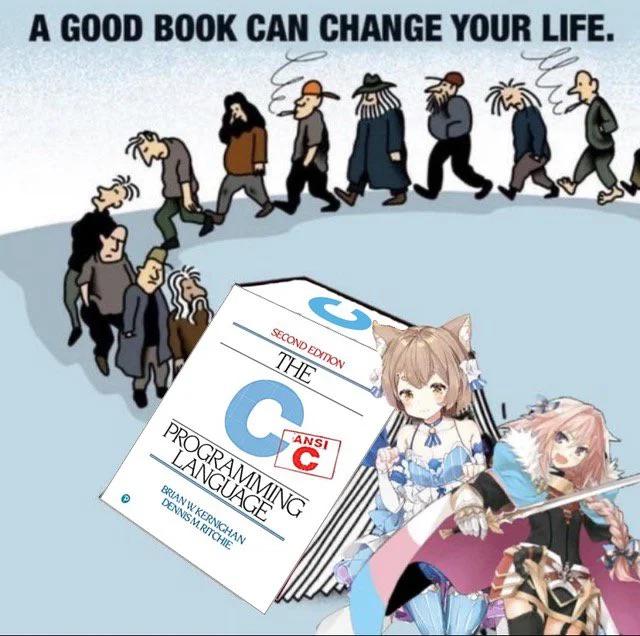 A GOOD BOOK CAN CHANGE YOUR LIFE.
C
SECOND EDITION
THE
C
ANSI
C
PROGRAMMING
LANGUAGE
BRIAN W. KERNIGHAN
DENNIS M. RITCHIE
P